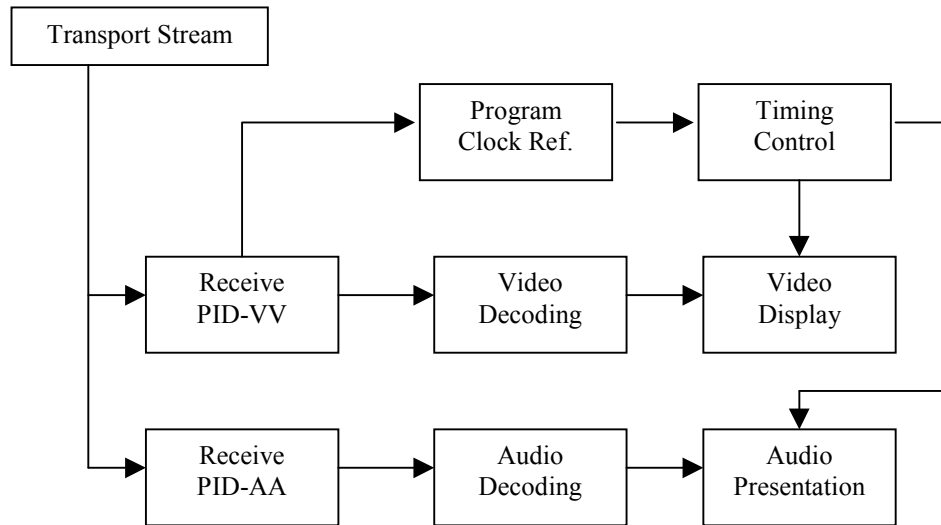 Transport Stream
Program
Clock Ref.
Timing
Control
Receive
PID-VV
Video
Decoding
Video
Display
Receive
PID-AA
Audio
Decoding
Audio
Presentation